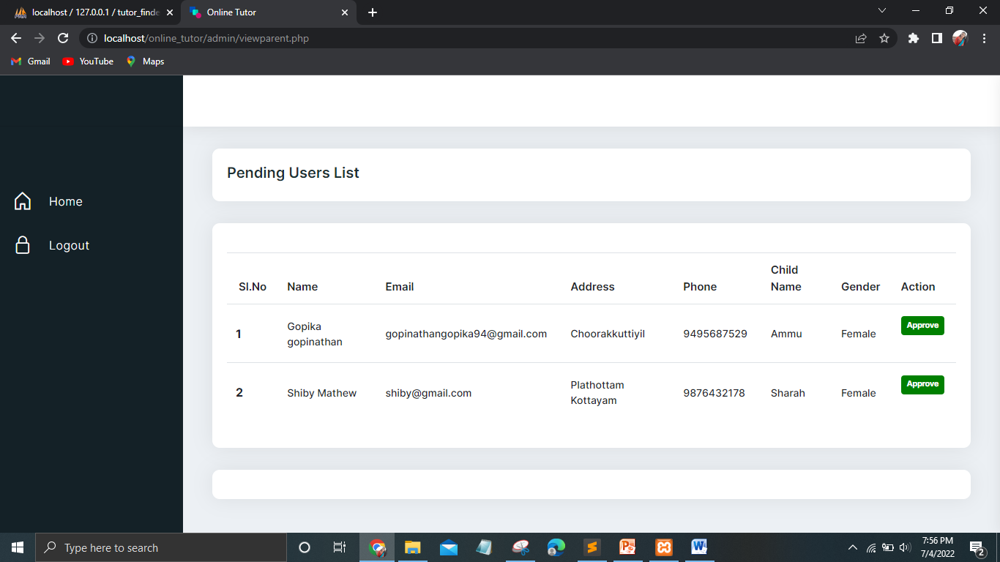 localhost / 127.0.0.1 / tutor_finde
Online Tutor
localhost/online_tutor/admin/viewparent.php
Gmail
YouTube
Maps
Pending Users List
Home
Logout
Sl.No Name Email Address Phone Child Name Gender Action
1 Gopika gopinathan gopinathangopika94@gmail.com Choorakkuttiyil 9495687529 Ammu Female Approve
2 Shiby Mathew shiby@gmail.com Plathottam Kottayam 9876432178 Sharah Female Approve
Type here to search
7:56 PM
7/4/2022
2